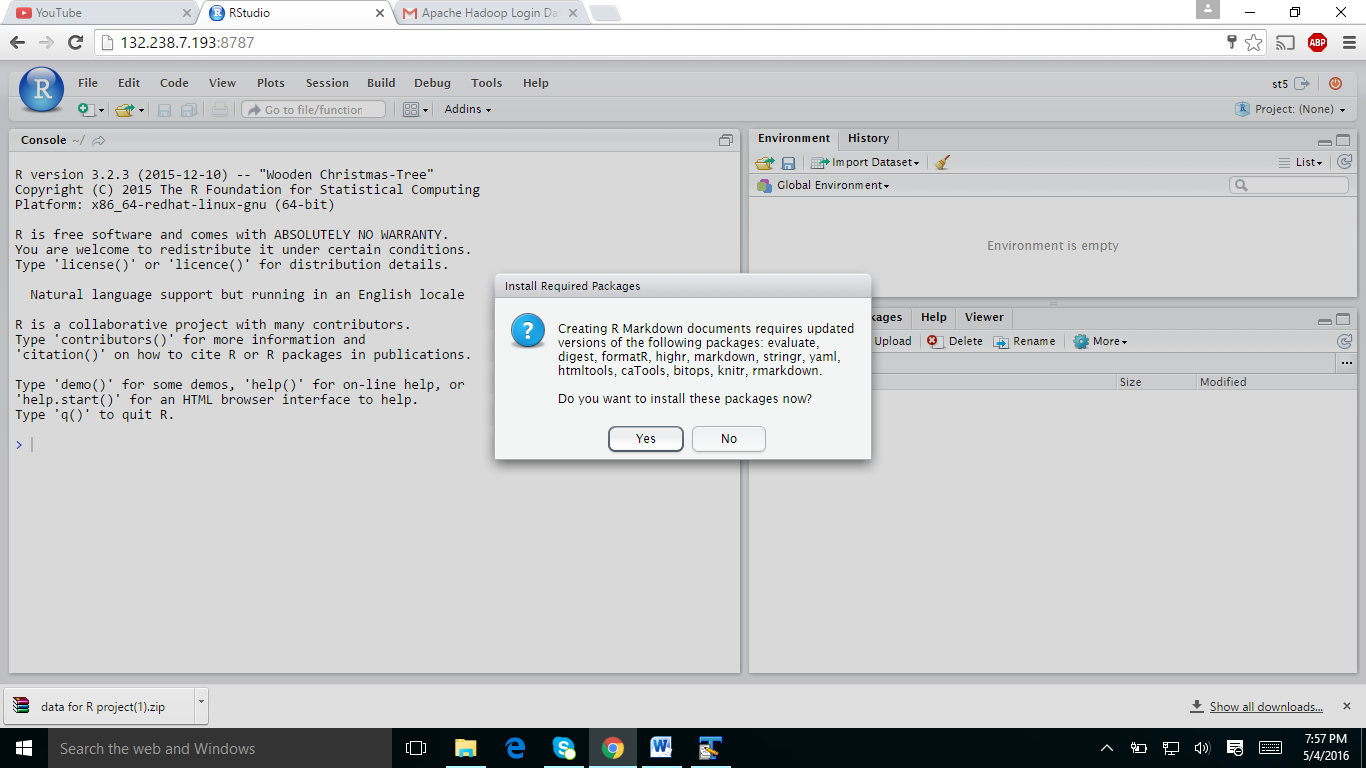 YouTube
RStudio
Apache Hadoop Login Da
132.238.7.193:8787
ABP
R
File Edit Code View Plots Session Build Debug Tools Help
st5
Go to file/function
Addins
Project: (None)
Console ~/
R version 3.2.3 (2015-12-10) -- "Wooden Christmas-Tree"
Copyright (C) 2015 The R Foundation for Statistical Computing
Platform: x86_64-redhat-linux-gnu (64-bit)
R is free software and comes with ABSOLUTELY NO WARRANTY.
You are welcome to redistribute it under certain conditions.
Type 'license()' or 'licence()' for distribution details.
Natural language support but running in an English locale
R is a collaborative project with many contributors.
Type 'contributors()' for more information and
'citation()' on how to cite R or R packages in publications.
Type 'demo()' for some demos, 'help()' for on-line help, or
'help.start()' for an HTML browser interface to help.
Type 'q()' to quit R.
>
Environment History
Import Dataset
List
Global Environment
Environment is empty
Install Required Packages
?
Creating R Markdown documents requires updated
versions of the following packages: evaluate,
digest, formatR, highr, markdown, stringr, yaml,
htmltools, caTools, bitops, knitr, rmarkdown.
Do you want to install these packages now?
Yes No
kages Help Viewer
Upload Delete Rename More
...
Size Modified
data for R project(1).zip
Show all downloads...
Search the web and Windows
7:57 PM
5/4/2016